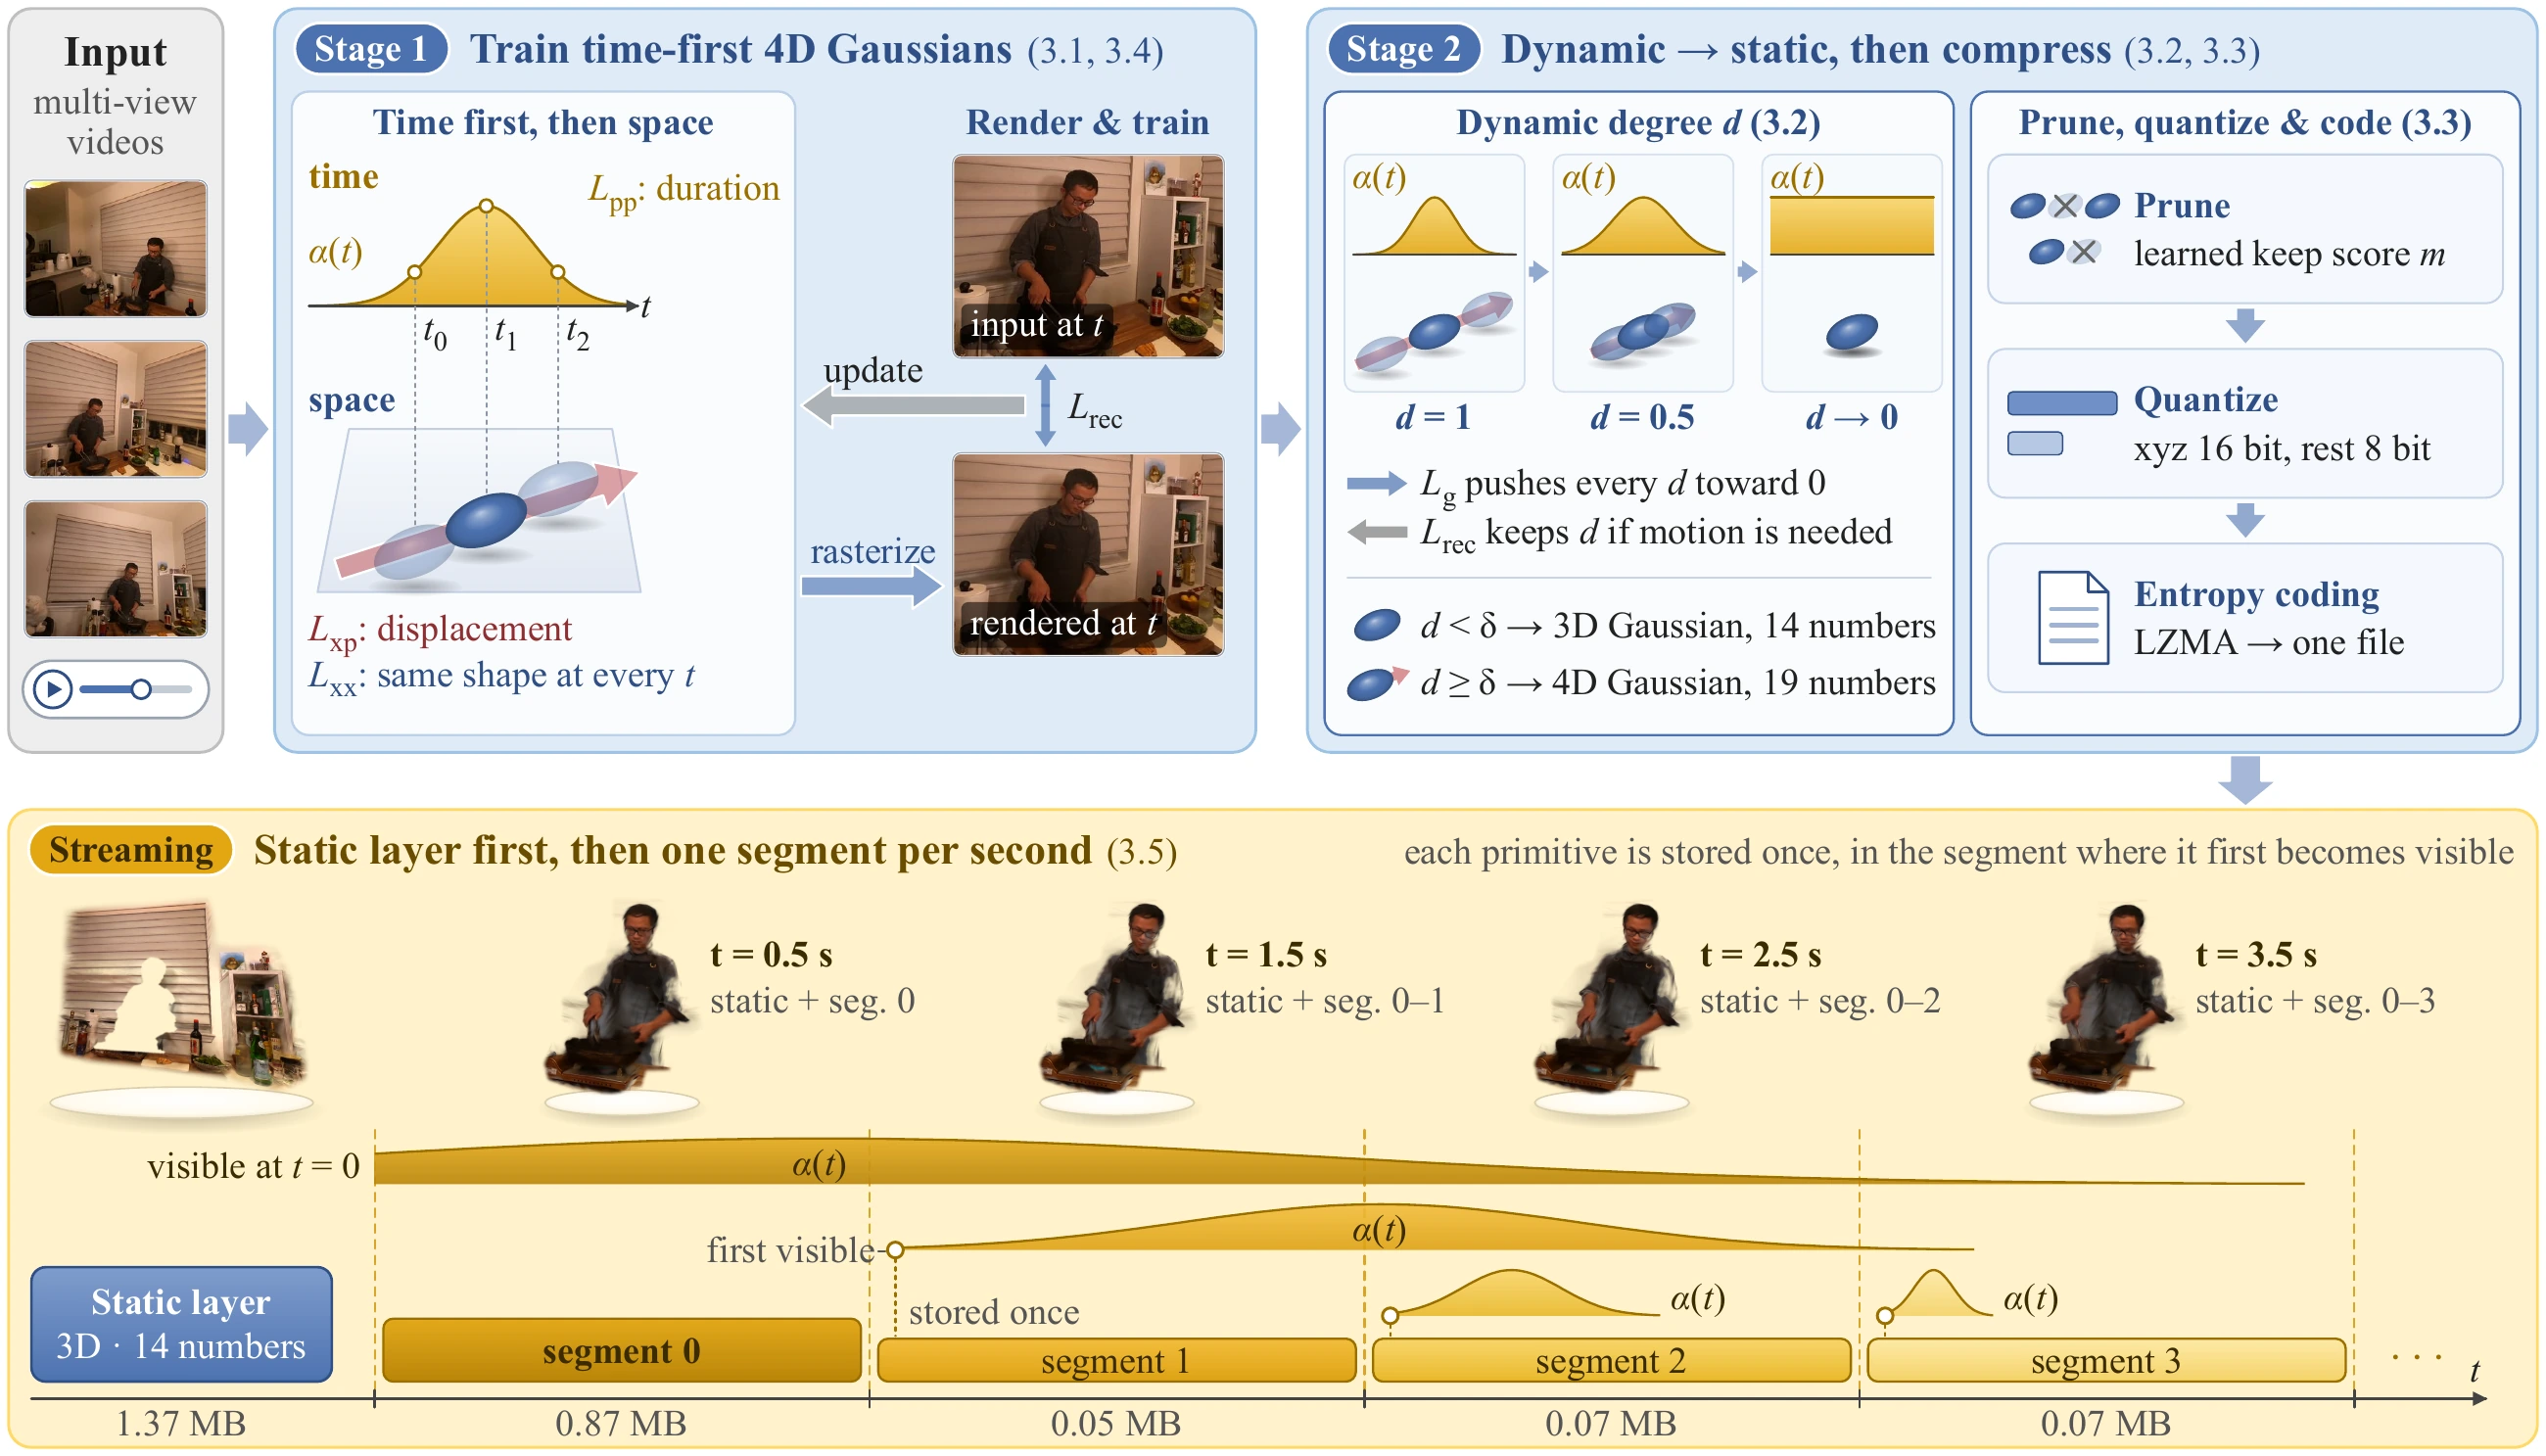 Input
multi-view
videos
Stage 1 Train time-first 4D Gaussians (3.1, 3.4)
Time first, then space
time
L_pp: duration
α(t)
t
t_0 t_1 t_2
space
L_xp: displacement
L_xx: same shape at every t
Render & train
input at t
update
L_rec
rasterize
rendered at t
Stage 2 Dynamic → static, then compress (3.2, 3.3)
Dynamic degree d (3.2)
α(t) α(t) α(t)
d = 1 d = 0.5 d → 0
L_g pushes every d toward 0
L_rec keeps d if motion is needed
d < δ → 3D Gaussian, 14 numbers
d ≥ δ → 4D Gaussian, 19 numbers
Prune, quantize & code (3.3)
Prune
learned keep score m
Quantize
xyz 16 bit, rest 8 bit
Entropy coding
LZMA → one file
Streaming Static layer first, then one segment per second (3.5)
each primitive is stored once, in the segment where it first becomes visible
t = 0.5 s
static + seg. 0
t = 1.5 s
static + seg. 0–1
t = 2.5 s
static + seg. 0–2
t = 3.5 s
static + seg. 0–3
visible at t = 0
α(t)
first visible
α(t)
stored once
α(t)
α(t)
Static layer
3D · 14 numbers
segment 0
segment 1
segment 2
segment 3
· · ·
t
1.37 MB 0.87 MB 0.05 MB 0.07 MB 0.07 MB